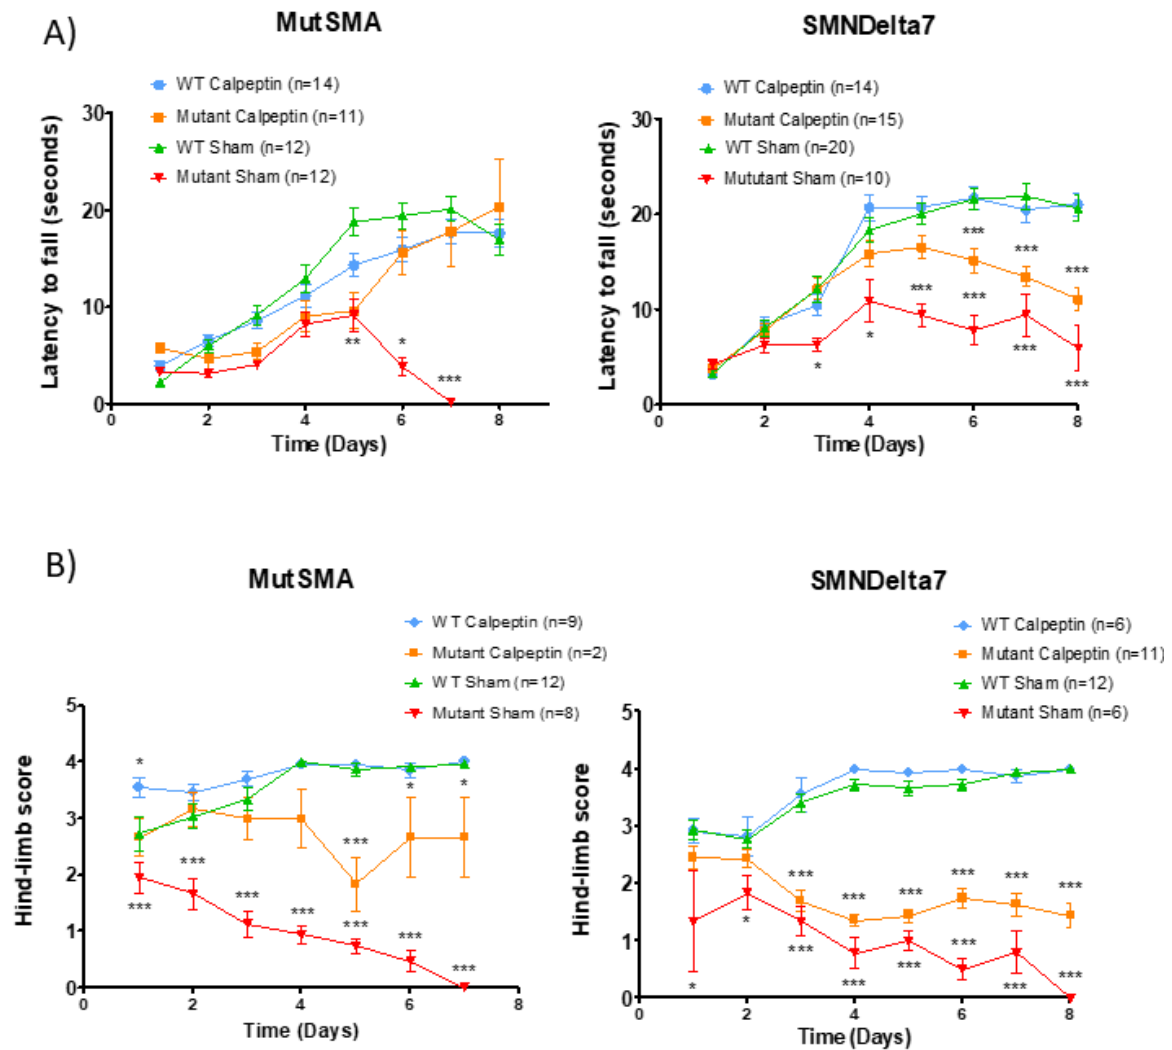 A)
MutSMA
WT Calpeptin (n=14)
Mutant Calpeptin (n=11)
WT Sham (n=12)
Mutant Sham (n=12)
Latency to fall (seconds)
30
20
10
0
** * ***
0 2 4 6 8
Time (Days)
SMNDelta7
WT Calpeptin (n=14)
Mutant Calpeptin (n=15)
WT Sham (n=20)
Mututant Sham (n=10)
Latency to fall (seconds)
30
20
10
0
*** *** ***
* * *** *** *** ***
0 2 4 6 8
Time (Days)
B)
MutSMA
WT Calpeptin (n=9)
Mutant Calpeptin (n=2)
WT Sham (n=12)
Mutant Sham (n=8)
Hind-limb score
5
4
3
2
1
0
* *** * *
*** *** *** *** *** *** ***
0 2 4 6 8
Time (Days)
SMNDelta7
WT Calpeptin (n=6)
Mutant Calpeptin (n=11)
WT Sham (n=12)
Mutant Sham (n=6)
Hind-limb score
5
4
3
2
1
0
*** *** *** *** *** ***
* * *** *** *** *** *** ***
0 2 4 6 8
Time (Days)